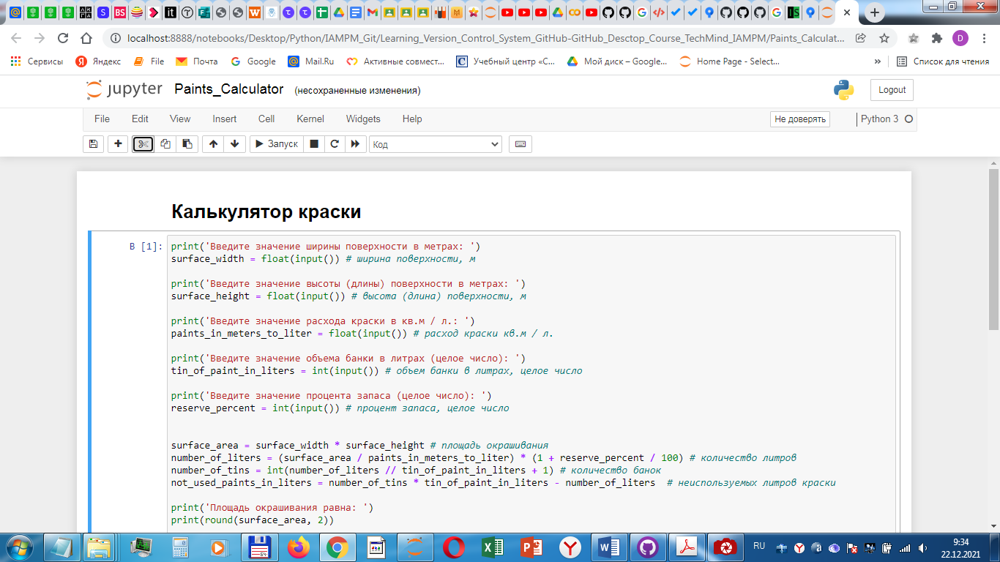 localhost:8888/notebooks/Desktop/Python/IAMPM_Git/Learning_Version_Control_System_GitHub-GitHub_Desctop_Course_TechMind_IAMPM/Paints_Calculat...
D
Сервисы Яндекс File Почта Google Mail.Ru Активные совмест... Учебный центр «С... Мой диск – Google... Home Page - Select... » Список для чтения
jupyter Paints_Calculator (несохраненные изменения) Logout
File Edit View Insert Cell Kernel Widgets Help Не доверять Python 3
Запуск Код
Калькулятор краски
В [1]: print('Введите значение ширины поверхности в метрах: ')
surface_width = float(input()) # ширина поверхности, м
print('Введите значение высоты (длины) поверхности в метрах: ')
surface_height = float(input()) # высота (длина) поверхности, м
print('Введите значение расхода краски в кв.м / л.: ')
paints_in_meters_to_liter = float(input()) # расход краски кв.м / л.
print('Введите значение объема банки в литрах (целое число): ')
tin_of_paint_in_liters = int(input()) # объем банки в литрах, целое число
print('Введите значение процента запаса (целое число): ')
reserve_percent = int(input()) # процент запаса, целое число
surface_area = surface_width * surface_height # площадь окрашивания
number_of_liters = (surface_area / paints_in_meters_to_liter) * (1 + reserve_percent / 100) # количество литров
number_of_tins = int(number_of_liters // tin_of_paint_in_liters + 1) # количество банок
not_used_paints_in_liters = number_of_tins * tin_of_paint_in_liters - number_of_liters # неиспользуемых литров краски
print('Площадь окрашивания равна: ')
print(round(surface_area, 2))
RU 9:34
22.12.2021